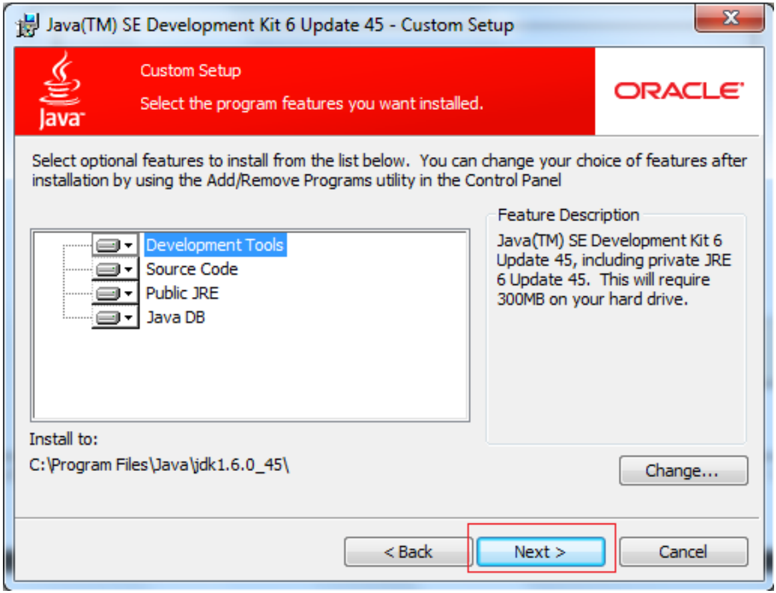 Java(TM) SE Development Kit 6 Update 45 - Custom Setup
Java™
Custom Setup
Select the program features you want installed.
ORACLE®
Select optional features to install from the list below. You can change your choice of features after
installation by using the Add/Remove Programs utility in the Control Panel
Development Tools
Source Code
Public JRE
Java DB
Feature Description
Java(TM) SE Development Kit 6
Update 45, including private JRE
6 Update 45. This will require
300MB on your hard drive.
Install to:
C:\Program Files\Java\jdk1.6.0_45\
Change...
< Back
Next >
Cancel